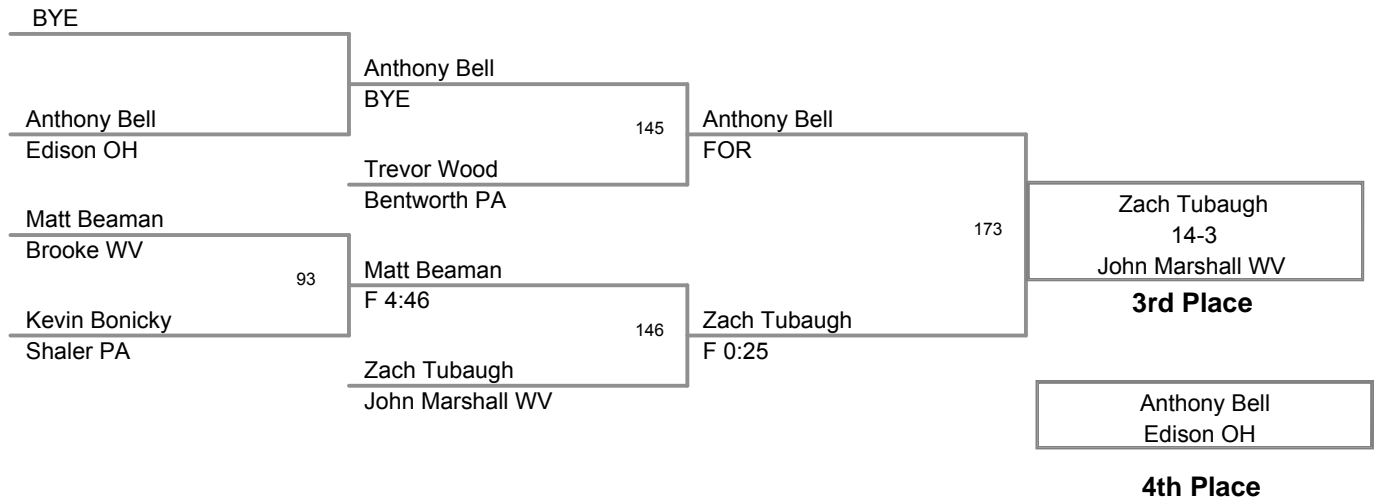 BYE
Anthony Bell
Edison OH
Matt Beaman
Brooke WV
93
Kevin Bonicky
Shaler PA
Anthony Bell
BYE
145
Trevor Wood
Bentworth PA
Matt Beaman
F 4:46
146
Zach Tubaugh
John Marshall WV
Anthony Bell
FOR
173
Zach Tubaugh
F 0:25
Zach Tubaugh
14-3
John Marshall WV
3rd Place
Anthony Bell
Edison OH
4th Place